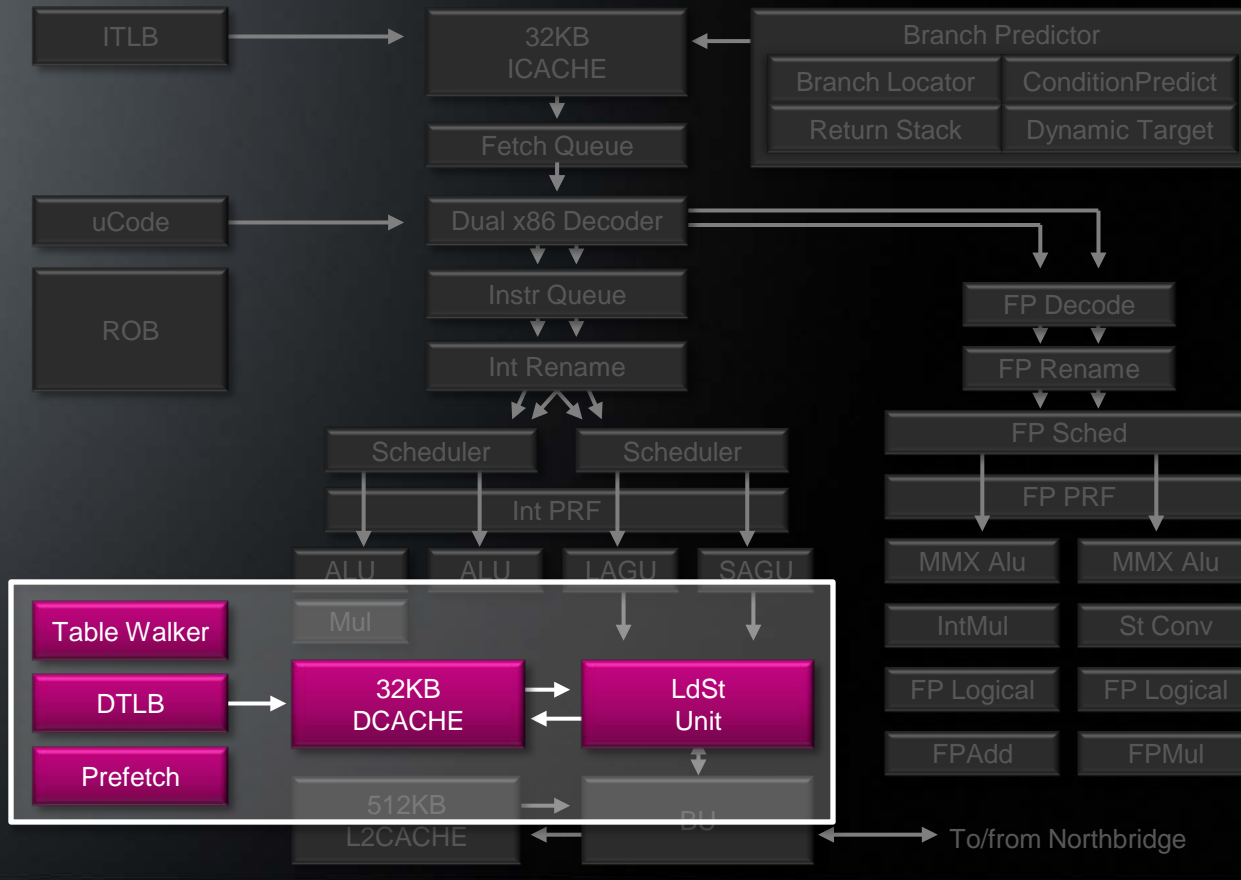 ITLB
32KB
ICACHE
Branch Predictor
Branch Locator
ConditionPredict
Return Stack
Dynamic Target
Fetch Queue
uCode
Dual x86 Decoder
ROB
Instr Queue
FP Decode
Int Rename
FP Rename
Scheduler
Scheduler
FP Sched
Int PRF
FP PRF
ALU
ALU
LAGU
SAGU
MMX Alu
MMX Alu
Table Walker
Mul
IntMul
St Conv
DTLB
32KB
DCACHE
LdSt
Unit
FP Logical
FP Logical
Prefetch
FPAdd
FPMul
512KB
L2CACHE
BU
To/from Northbridge